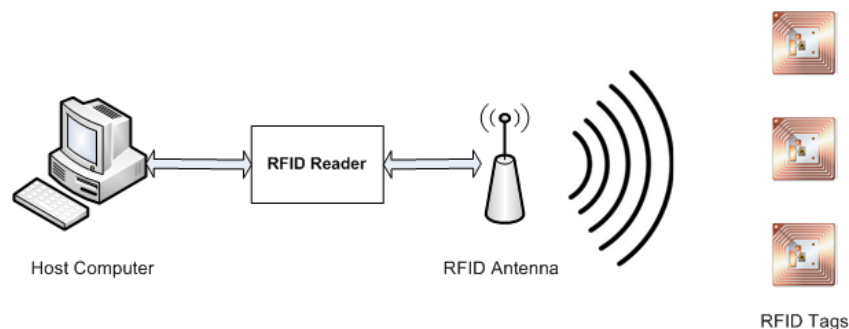 RFID Reader
Host Computer
RFID Antenna
RFID Tags